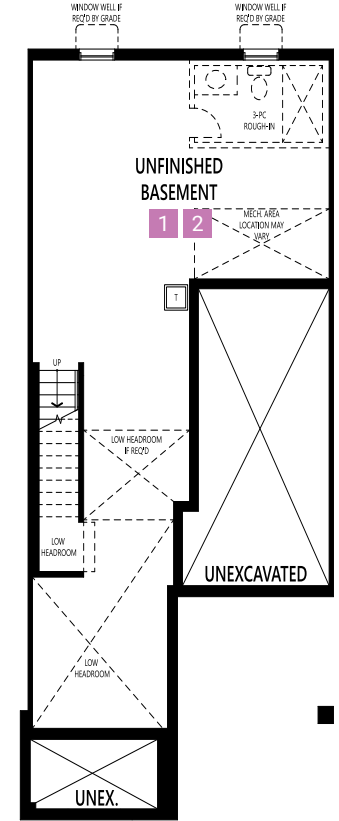 WINDOW WELL IF
REQ'D BY GRADE
WINDOW WELL IF
REQ'D BY GRADE
3-PC
ROUGH-IN
UNFINISHED
BASEMENT
1 2
MECH. AREA
LOCATION MAY
VARY
T
UP
LOW HEADROOM
IF REQ'D
LOW
HEADROOM
UNEXCAVATED
LOW
HEADROOM
UNEX.